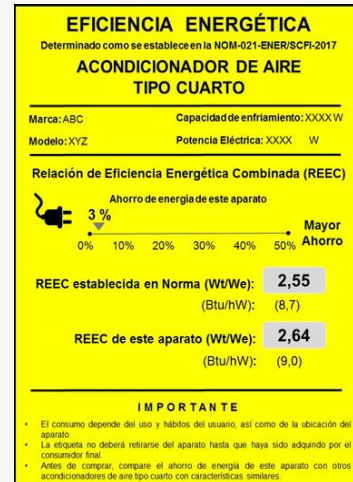 EFICIENCIA ENERGÉTICA
Determinado como se establece en la NOM-021-ENER/SCFI-2017
ACONDICIONADOR DE AIRE
TIPO CUARTO
Marca: ABC Capacidad de enfriamiento: XXXX W
Modelo: XYZ Potencia Eléctrica: XXXX W
Relación de Eficiencia Energética Combinada (REEC)
Ahorro de energía de este aparato
3 %
Mayor
0% 10% 20% 30% 40% 50% Ahorro
REEC establecida en Norma (Wt/We): 2,55
(Btu/hW): (8,7)
REEC de este aparato (Wt/We): 2,64
(Btu/hW): (9,0)
IMPORTANTE
• El consumo depende del uso y hábitos del usuario, así como de la ubicación del
aparato.
• La etiqueta no deberá retirarse del aparato hasta que haya sido adquirido por el
consumidor final.
• Antes de comprar, compare el ahorro de energía de este aparato con otros
acondicionadores de aire tipo cuarto con características similares.